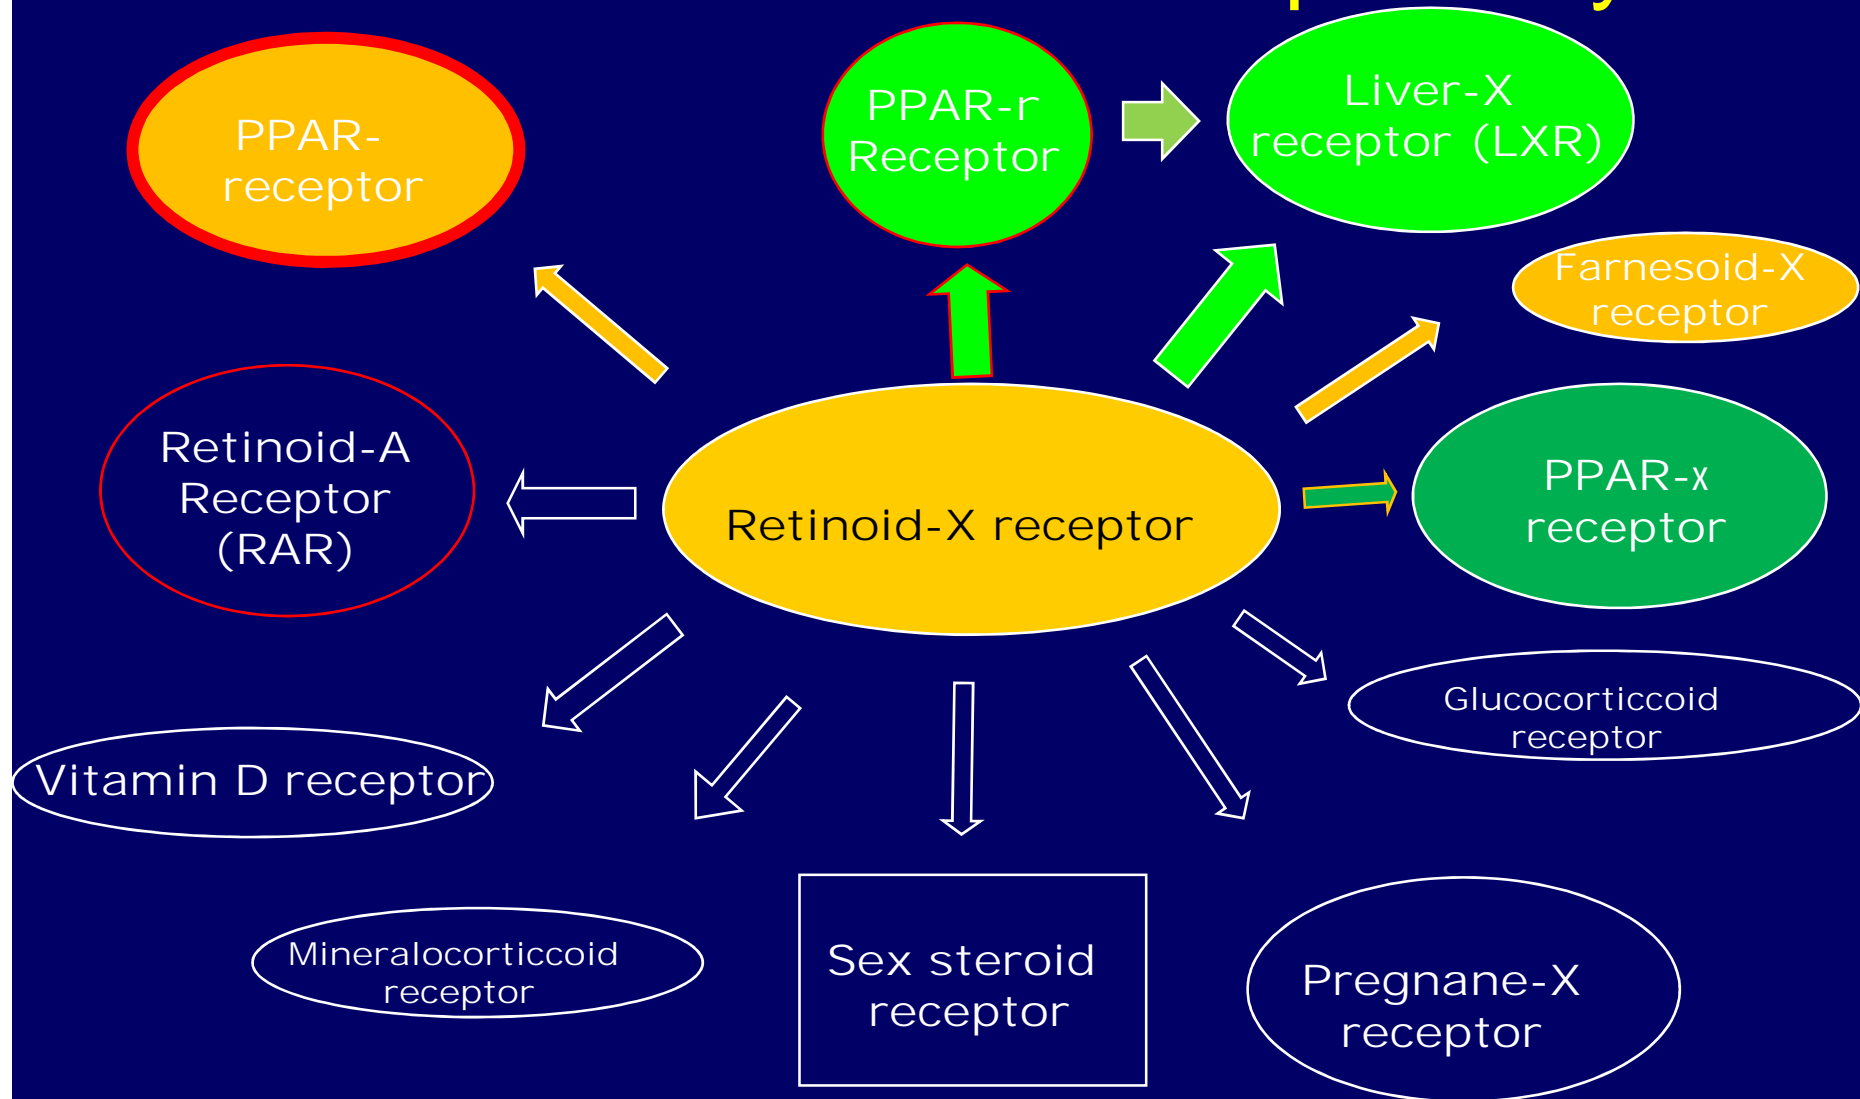 PPAR-
receptor
PPAR-r
Receptor
Liver-X
receptor (LXR)
Farnesoid-X
receptor
Retinoid-A
Receptor
(RAR)
Retinoid-X receptor
PPAR-x
receptor
Glucocorticcoid
receptor
Vitamin D receptor
Mineralocorticcoid
receptor
Sex steroid
receptor
Pregnane-X
receptor